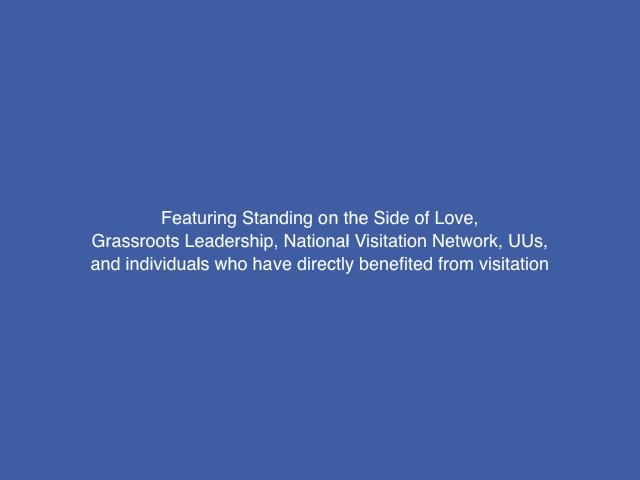 Featuring Standing on the Side of Love,
Grassroots Leadership, National Visitation Network, UUs,
and individuals who have directly benefited from visitation